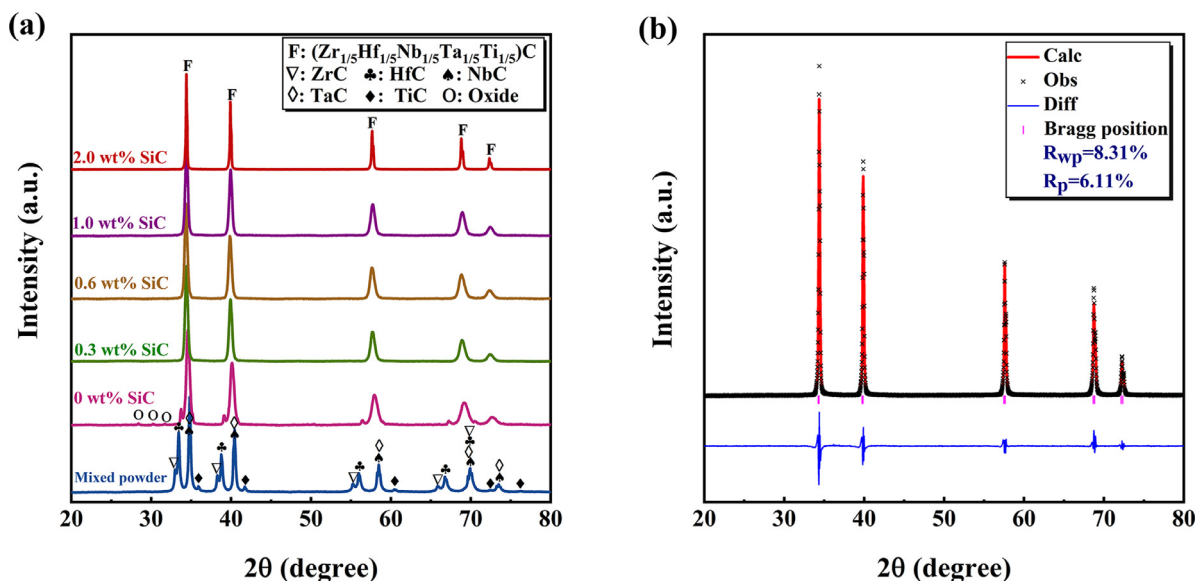 (a)
F: (Zr1/5Hf1/5Nb1/5Ta1/5Ti1/5)C
▽: ZrC ♣: HfC ♠: NbC
◊: TaC ♦: TiC O: Oxide
F
F
F
F
F
2.0 wt% SiC
1.0 wt% SiC
0.6 wt% SiC
0.3 wt% SiC
0 wt% SiC
O O O
Mixed powder
Intensity (a.u.)
20 30 40 50 60 70 80
2θ (degree)
(b)
Calc
Obs
Diff
Bragg position
Rwp=8.31%
Rp=6.11%
Intensity (a.u.)
20 30 40 50 60 70 80
2θ (degree)